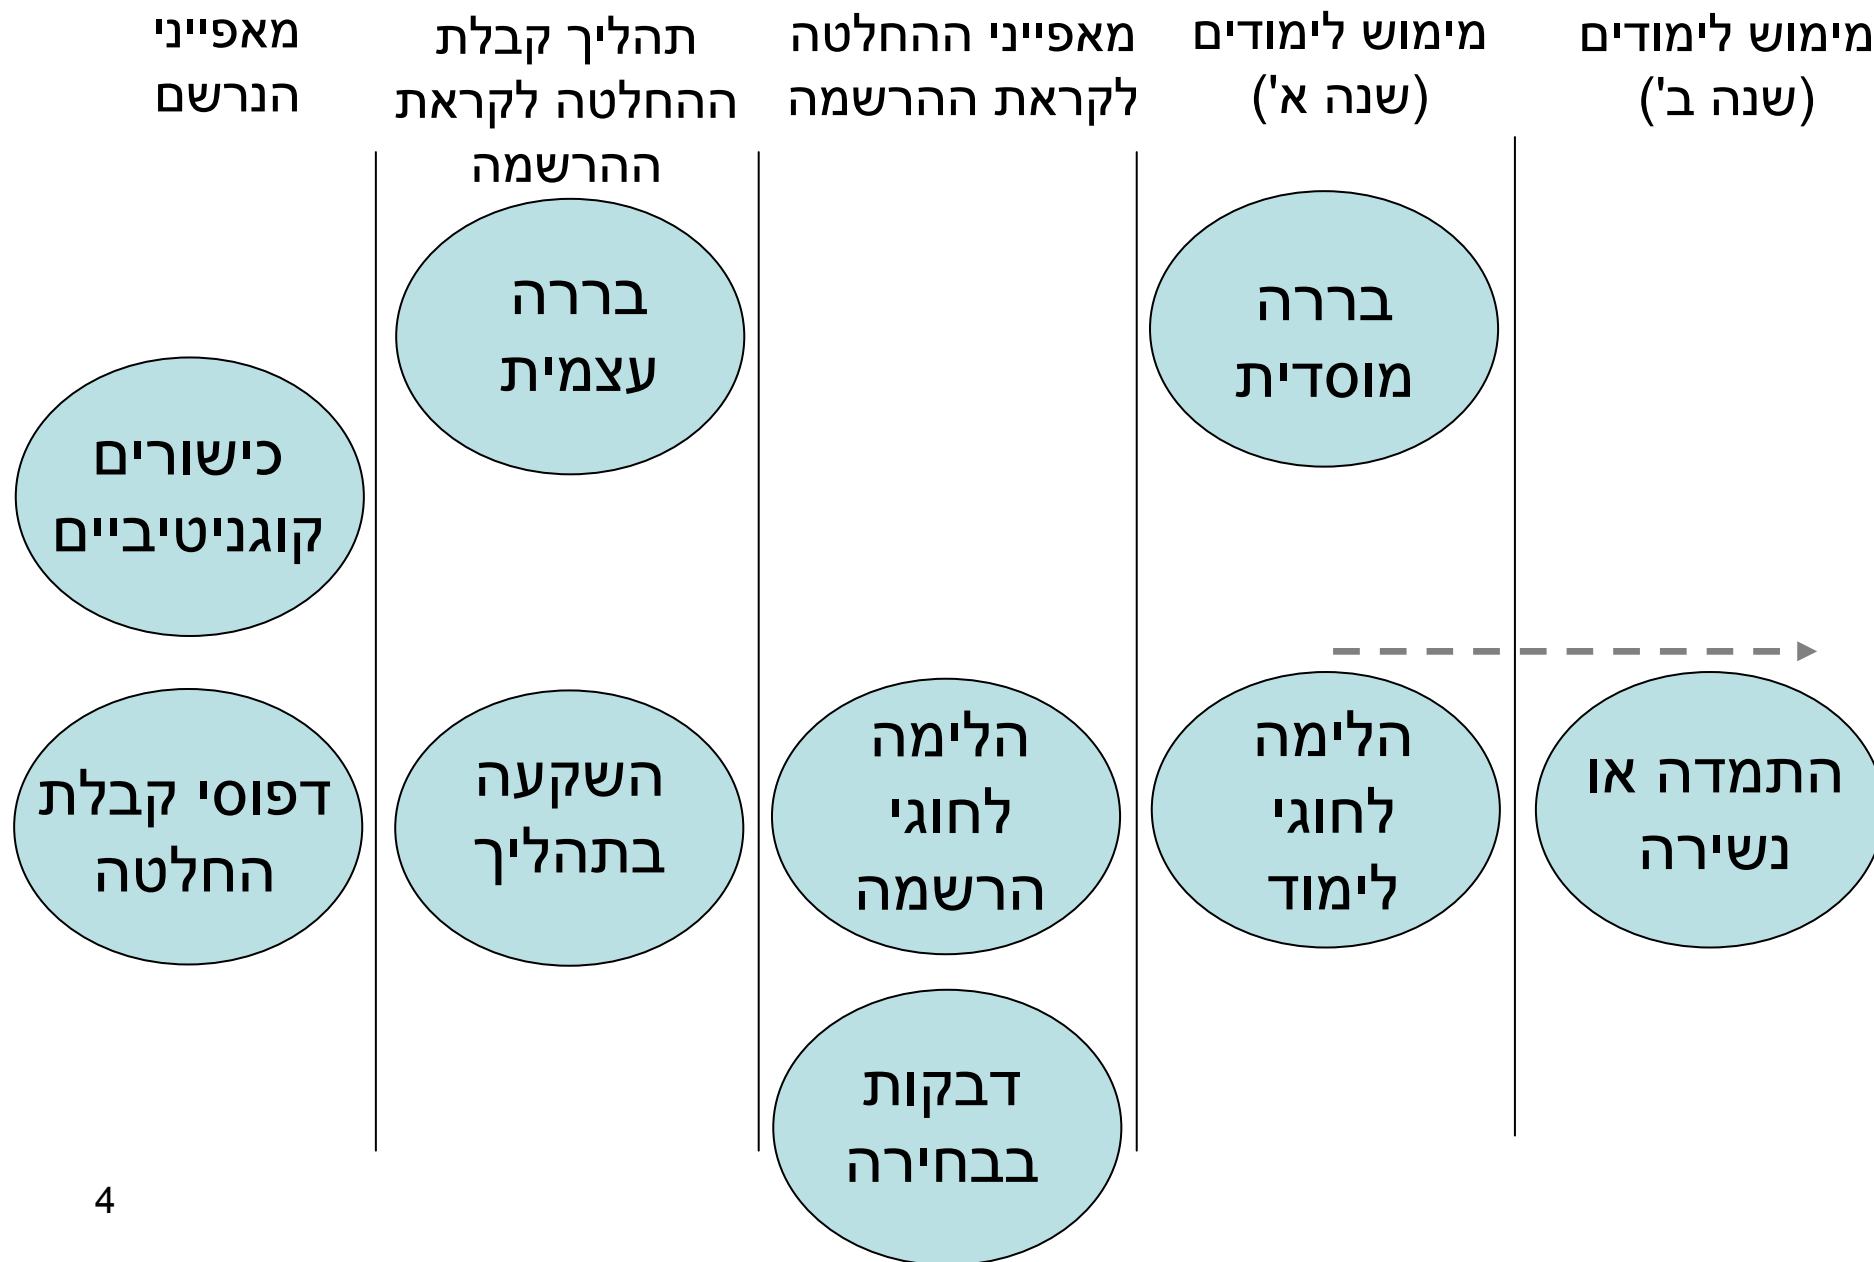 מאפייני
הנרשם
תהליך קבלת
ההחלטה לקראת
ההרשמה
מאפייני ההחלטה
לקראת ההרשמה
מימוש לימודים
(שנה א')
מימוש לימודים
(שנה ב')
כישורים
קוגניטיביים
דפוסי קבלת
החלטה
בררה
עצמית
השקעה
בתהליך
הלימה
לחוגי
הרשמה
דבקות
בבחירה
בררה
מוסדית
הלימה
לחוגי
לימוד
התמדה או
נשירה
4